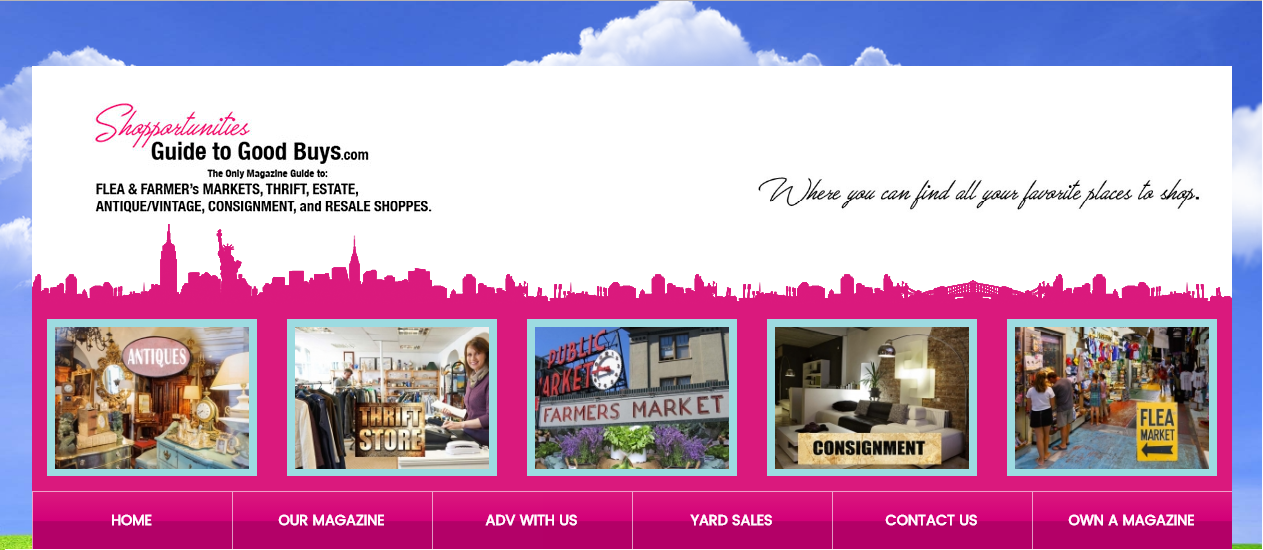 Shopportunities
Guide to Good Buys.com
The Only Magazine Guide to:
FLEA & FARMER's MARKETS, THRIFT, ESTATE,
ANTIQUE/VINTAGE, CONSIGNMENT, and RESALE SHOPPES.
Where you can find all your favorite places to shop.
ANTIQUES
THRIFT
STORE
PUBLIC
ARKET
FARMERS MARKET
CONSIGNMENT
FLEA
MARKET
HOME
OUR MAGAZINE
ADV WITH US
YARD SALES
CONTACT US
OWN A MAGAZINE